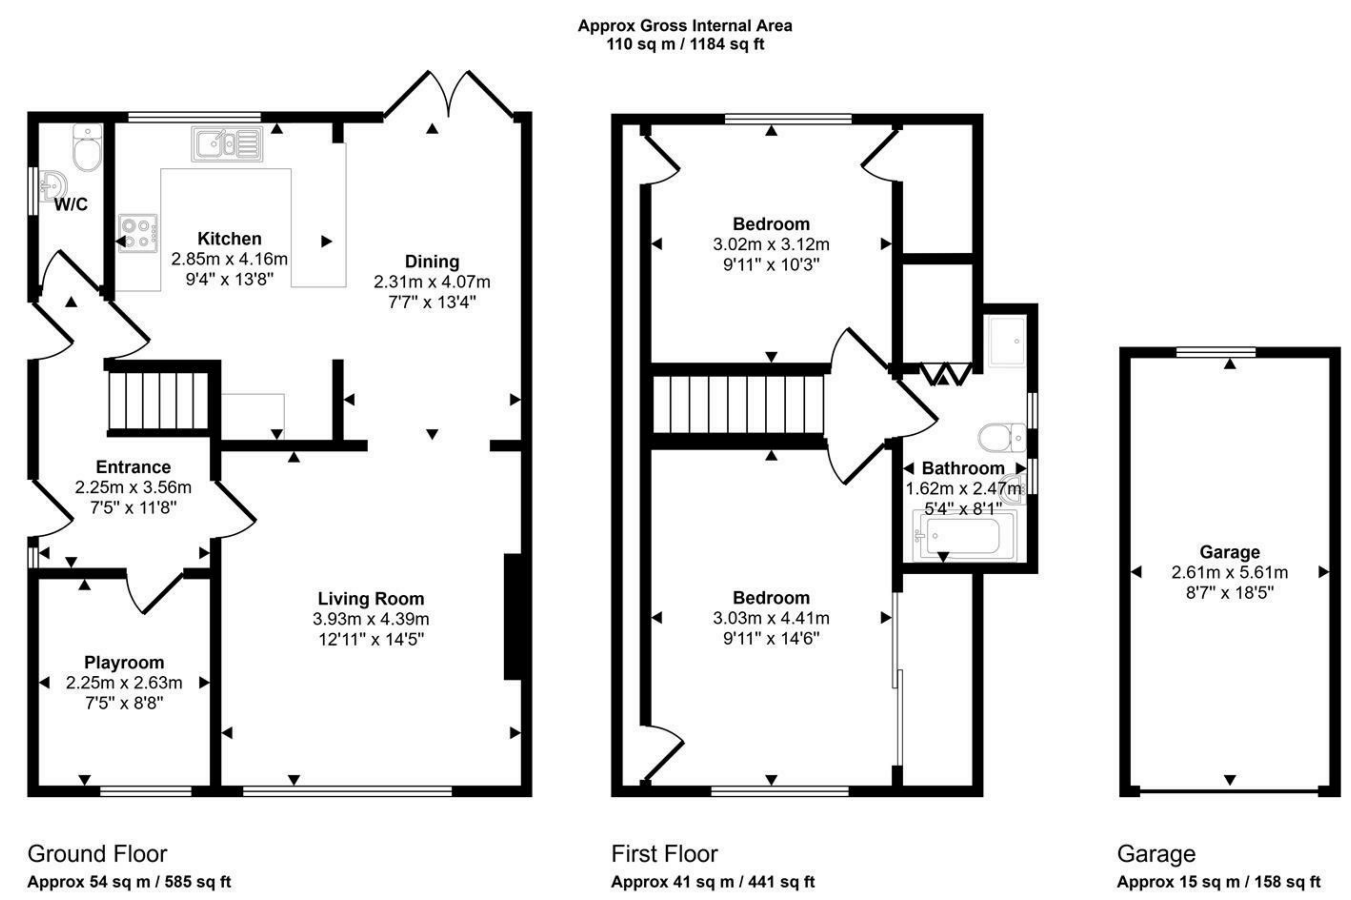 Approx Gross Internal Area
110 sq m / 1184 sq ft
W/C
Kitchen
2.85m x 4.16m
9'4" x 13'8"
Dining
2.31m x 4.07m
7'7" x 13'4"
Entrance
2.25m x 3.56m
7'5" x 11'8"
Living Room
3.93m x 4.39m
12'11" x 14'5"
Playroom
2.25m x 2.63m
7'5" x 8'8"
Bedroom
3.02m x 3.12m
9'11" x 10'3"
Bathroom
1.62m x 2.47m
5'4" x 8'1"
Bedroom
3.03m x 4.41m
9'11" x 14'6"
Garage
2.61m x 5.61m
8'7" x 18'5"
Ground Floor
Approx 54 sq m / 585 sq ft
First Floor
Approx 41 sq m / 441 sq ft
Garage
Approx 15 sq m / 158 sq ft